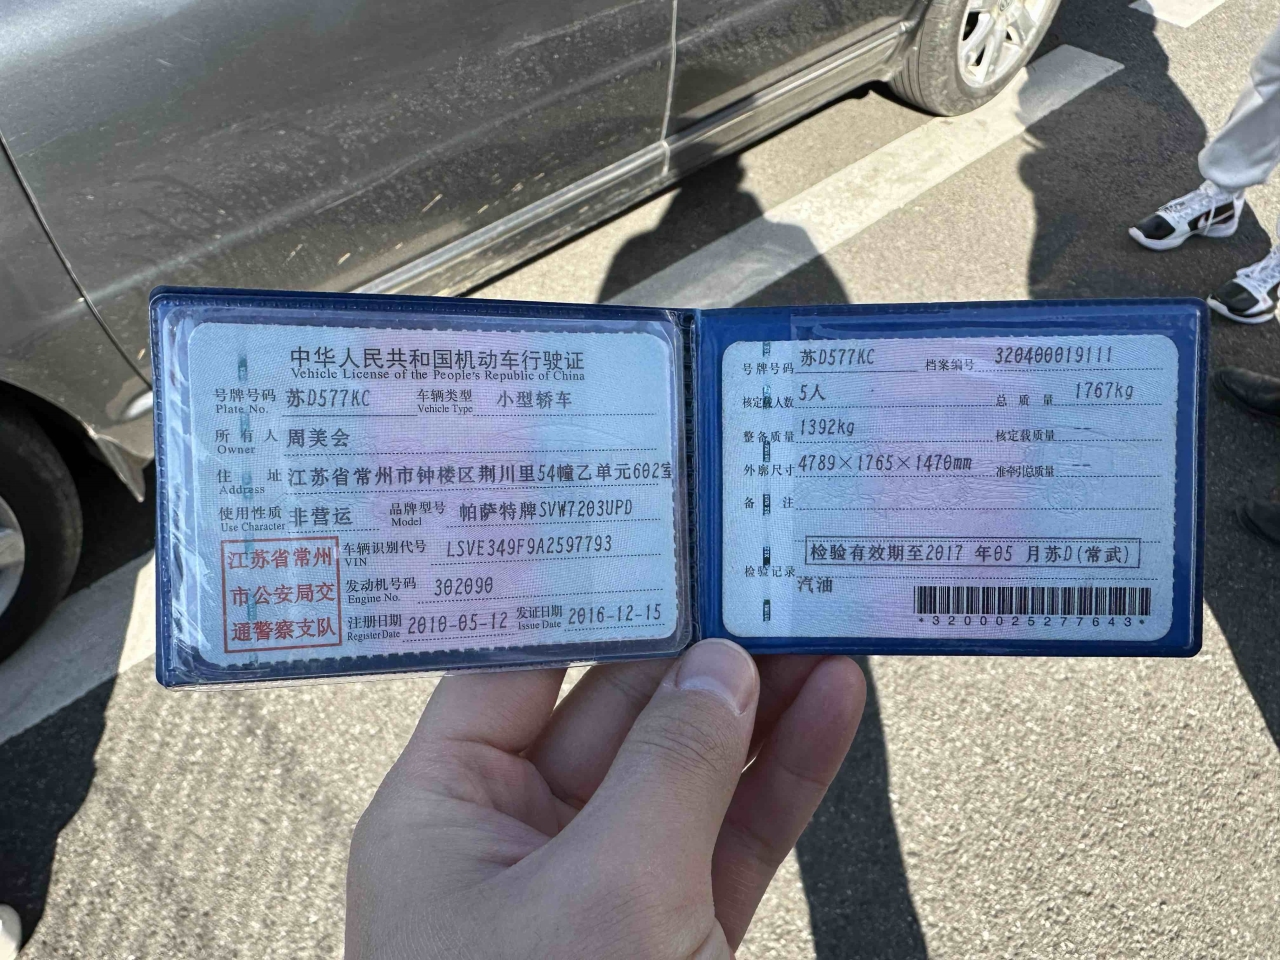 中华人民共和国机动车行驶证
Vehicle License of the People's Republic of China
号牌号码 苏D577KC 车辆类型 小型轿车
Plate No. Vehicle Type
所有人 周美会
Owner
住址 江苏省常州市钟楼区荆川里54幢乙单元602室
Address
使用性质 非营运 品牌型号 帕萨特牌SVW7203UPD
Use Character Model
江苏省常州
市公安局交
通警察支队
车辆识别代号 LSVE349F9A2597793
VIN
发动机号码 302090
Engine No.
注册日期 2010-05-12 发证日期 2016-12-15
Register Date Issue Date
号牌号码 苏D577KC 档案编号 320400019111
核定载人数 5人 总质量 1767kg
整备质量 1392kg 核定载质量 --
外廓尺寸 4789×1765×1470mm 准牵引总质量 --
备注
检验有效期至2017 年05 月苏D(常武)
检验记录
汽油
*3200025277643*